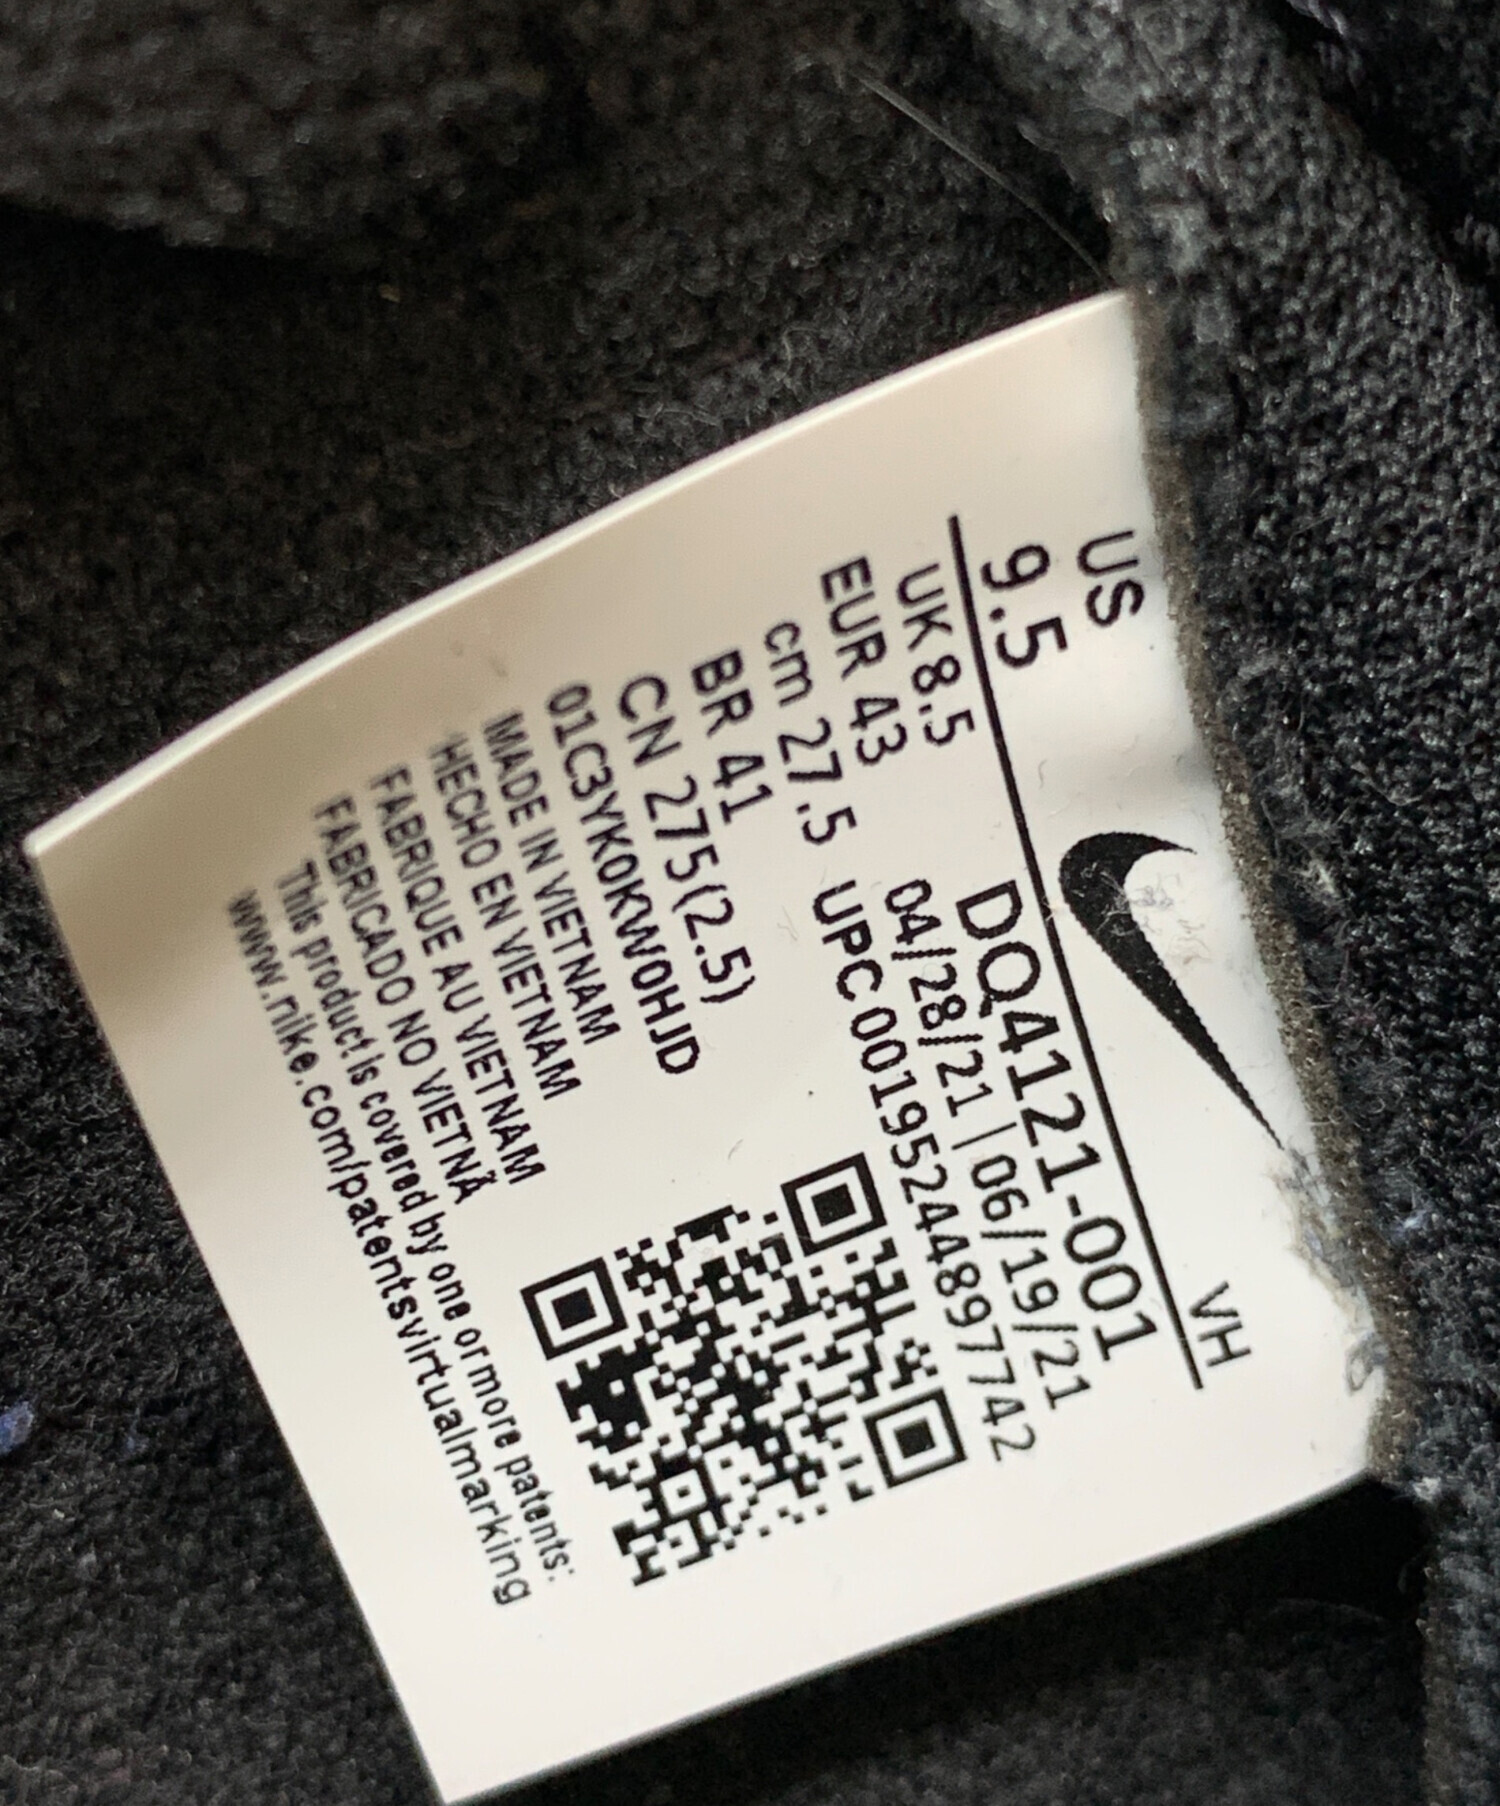 US
9.5
VH
UK 8.5
DQ4121-001
EUR 43
04/28/21 | 06/19/21
cm 27.5
UPC 00195244897742
BR 41
CN 275(2.5)
01C3YK0KW0HJD
MADE IN VIETNAM
HECHO EN VIETNAM
FABRIQUE AU VIETNAM
FABRICADO NO VIETNÃ
This product is covered by one or more patents:
www.nike.com/patentsvirtualmarking